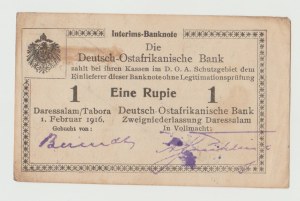 Interims-Banknote
Die
Deutsch-Ostafrikanische Bank
zahlt bei ihren Kassen im D. O. A. Schutzgebiet dem
Einlieferer dieser Banknote ohne Legitimationsprüfung
1 Eine Rupie 1
Daressalam/Tabora Deutsch-Ostafrikanische Bank
1. Februar 1916. Zweigniederlassung Daressalam
Gebucht von: In Vollmacht: